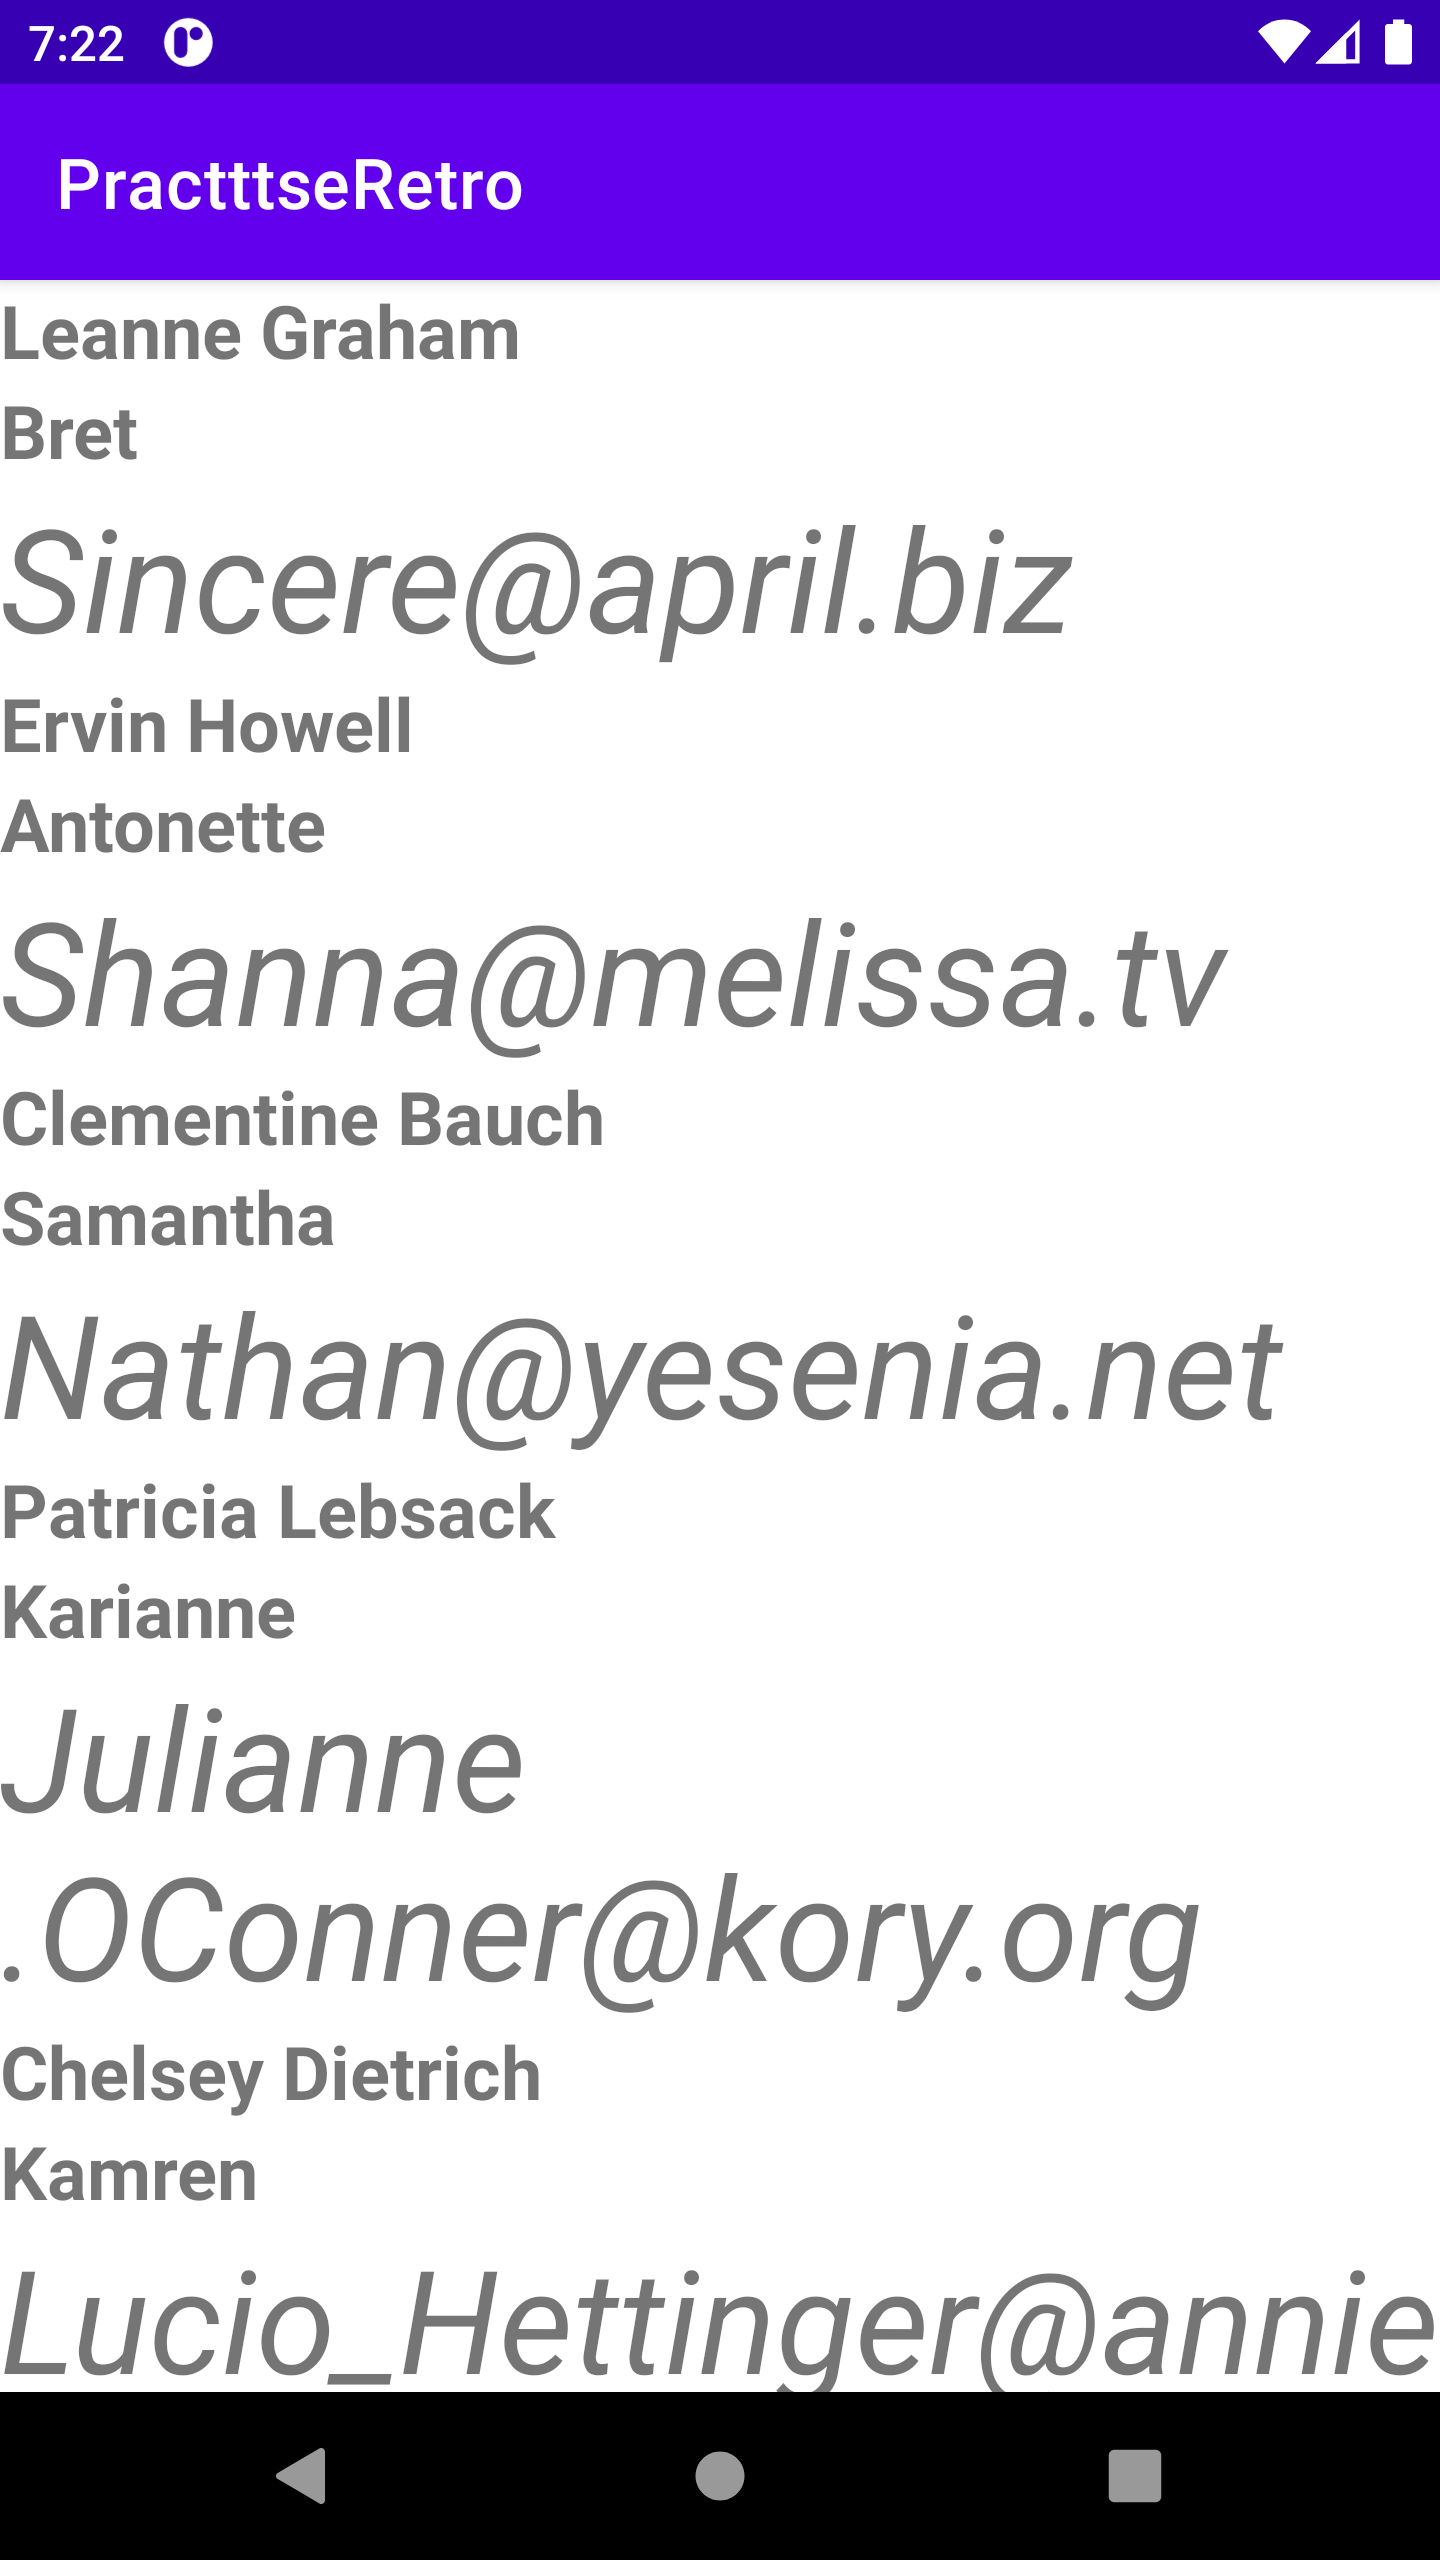 7:22
PractttseRetro
Leanne Graham
Bret
Sincere@april.biz
Ervin Howell
Antonette
Shanna@melissa.tv
Clementine Bauch
Samantha
Nathan@yesenia.net
Patricia Lebsack
Karianne
Julianne
.OConner@kory.org
Chelsey Dietrich
Kamren
Lucio_Hettinger@annie